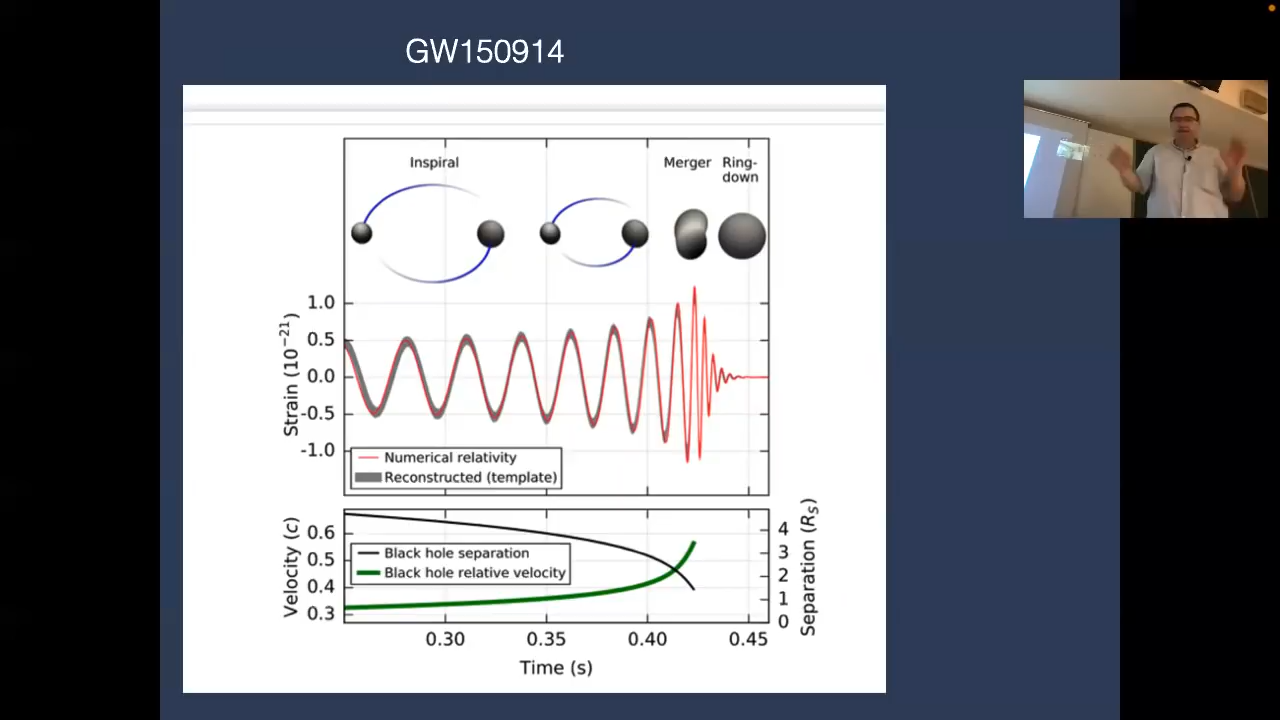 GW150914
Inspiral
Merger
Ring-
down
1.0
0.5
0.0
-0.5
-1.0
Strain (10⁻²¹)
Numerical relativity
Reconstructed (template)
0.6
0.5
0.4
0.3
Velocity (c)
Black hole separation
Black hole relative velocity
4
3
2
1
0
Separation (R_S)
0.30 0.35 0.40 0.45
Time (s)